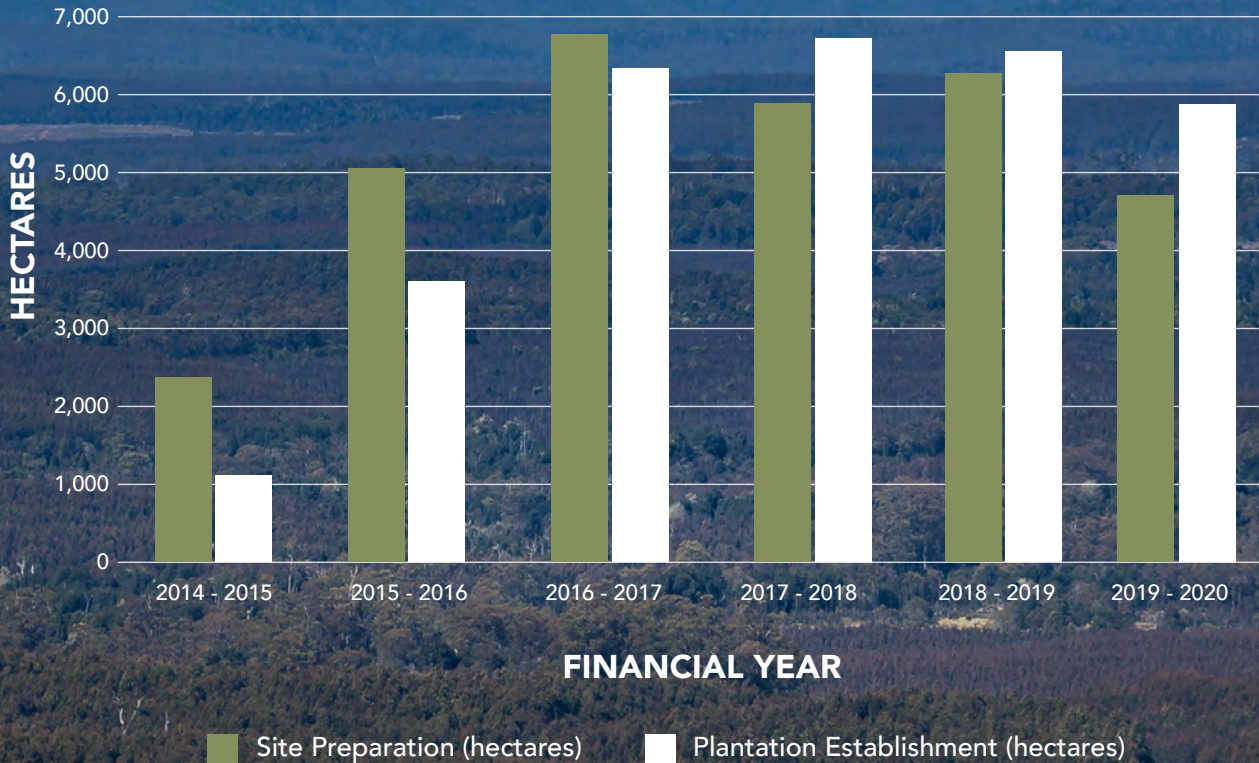 7,000
6,000
5,000
4,000
3,000
2,000
1,000
0
HECTARES
2014 - 2015
2015 - 2016
2016 - 2017
2017 - 2018
2018 - 2019
2019 - 2020
FINANCIAL YEAR
Site Preparation (hectares)
Plantation Establishment (hectares)